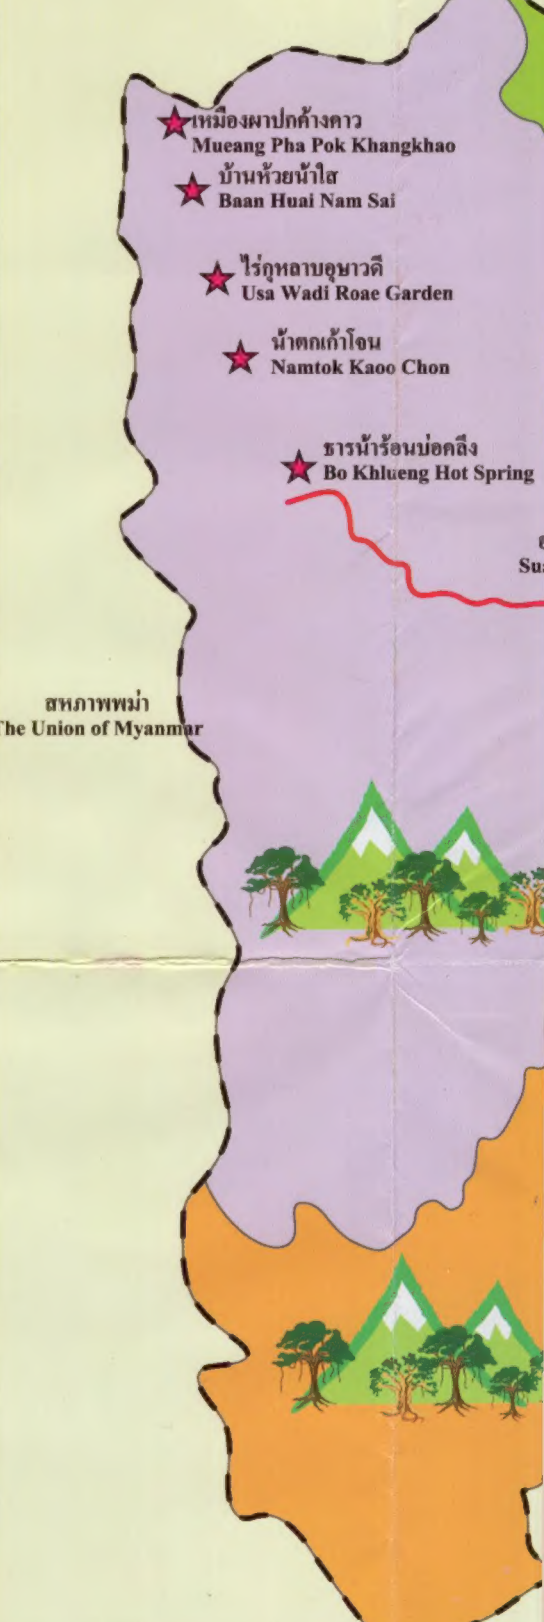 เหมืองผาปกค้างคาว
Mueang Pha Pok Khangkhao
บ้านห้วยน้ำใส
Baan Huai Nam Sai
ไร่กุหลาบอุษาวดี
Usa Wadi Roae Garden
น้ำตกเก้าโจน
Namtok Kaoo Chon
ธารน้ำร้อนบ่อคลึง
Bo Khlueng Hot Spring
สหภาพพม่า
The Union of Myanmar